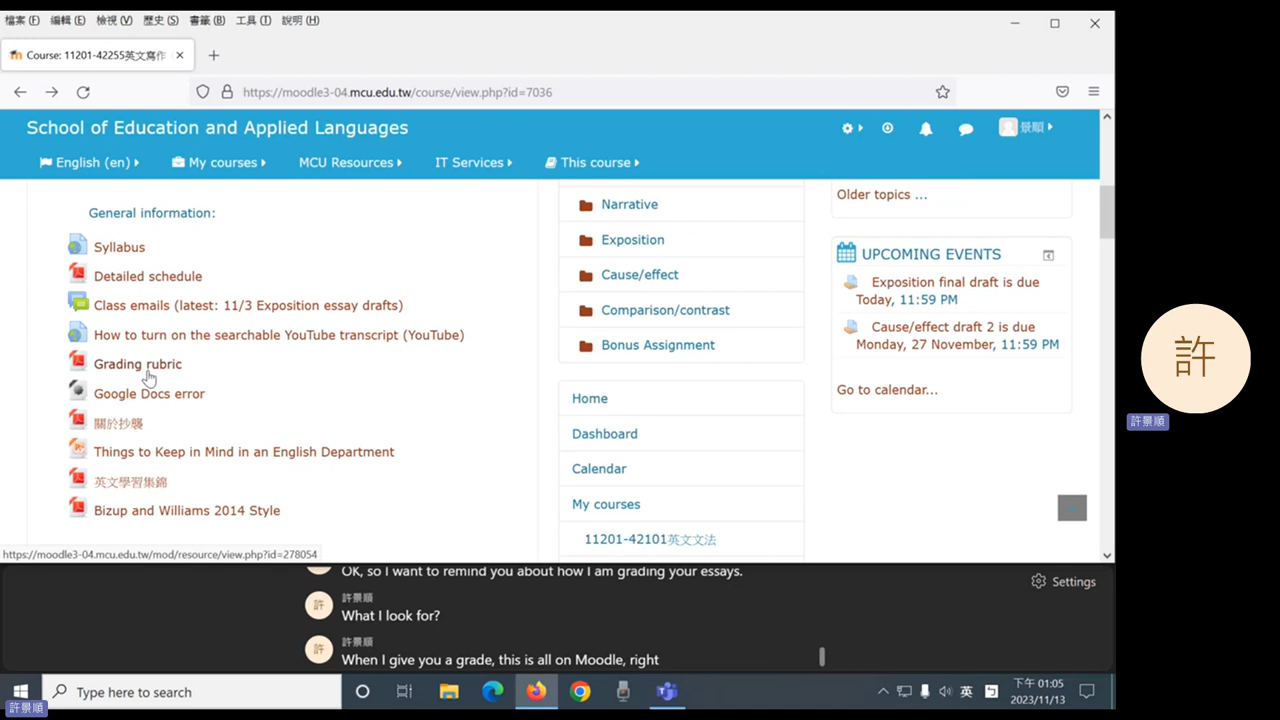 檔案 (F) 編輯 (E) 檢視 (V) 歷史 (S) 書籤 (B) 工具 (T) 說明 (H)
Course: 11201-42255英文寫作
https://moodle3-04.mcu.edu.tw/course/view.php?id=7036
School of Education and Applied Languages
景順
English (en) My courses MCU Resources IT Services This course
General information:
Syllabus
Detailed schedule
Class emails (latest: 11/3 Exposition essay drafts)
How to turn on the searchable YouTube transcript (YouTube)
Grading rubric
Google Docs error
關於抄襲
Things to Keep in Mind in an English Department
英文學習集錦
Bizup and Williams 2014 Style
Narrative
Exposition
Cause/effect
Comparison/contrast
Bonus Assignment
Home
Dashboard
Calendar
My courses
11201-42101英文文法
Older topics ...
UPCOMING EVENTS
Exposition final draft is due
Today, 11:59 PM
Cause/effect draft 2 is due
Monday, 27 November, 11:59 PM
Go to calendar...
https://moodle3-04.mcu.edu.tw/mod/resource/view.php?id=278054
許
許景順
OK, so I want to remind you about how I am grading your essays.
Settings
許 許景順
What I look for?
許 許景順
When I give you a grade, this is all on Moodle, right
Type here to search
英
下午 01:05
2023/11/13
許景順